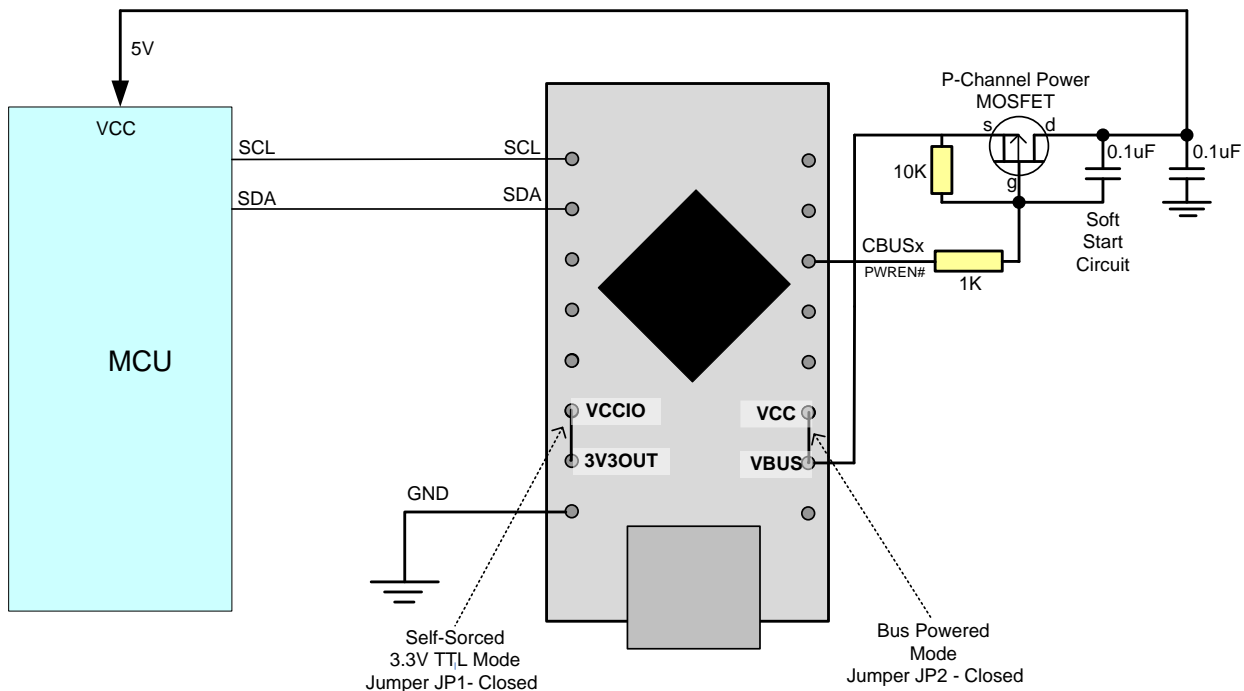 5V
P-Channel Power
MOSFET
VCC
s
d
SCL
SCL
0.1uF
0.1uF
10K
g
SDA
SDA
Soft
Start
Circuit
CBUSx
PWREN#
1K
MCU
VCCIO
VCC
3V3OUT
VBUS
GND
Self-Sorced
3.3V TTL Mode
Jumper JP1- Closed
Bus Powered
Mode
Jumper JP2 - Closed